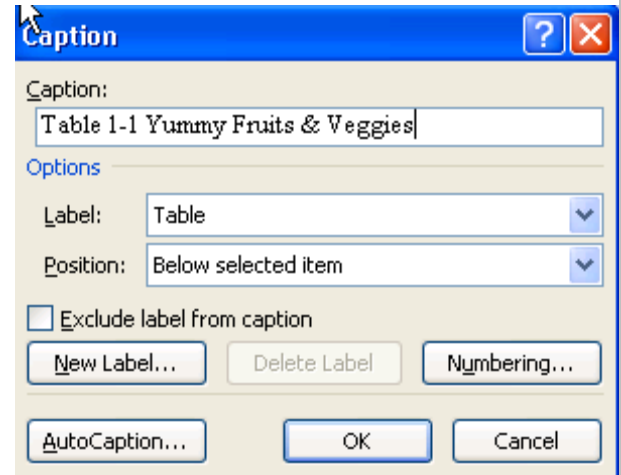 Caption
Caption:
Table 1-1 Yummy Fruits & Veggies
Options
Label: Table
Position: Below selected item
Exclude label from caption
New Label... Delete Label Numbering...
AutoCaption... OK Cancel